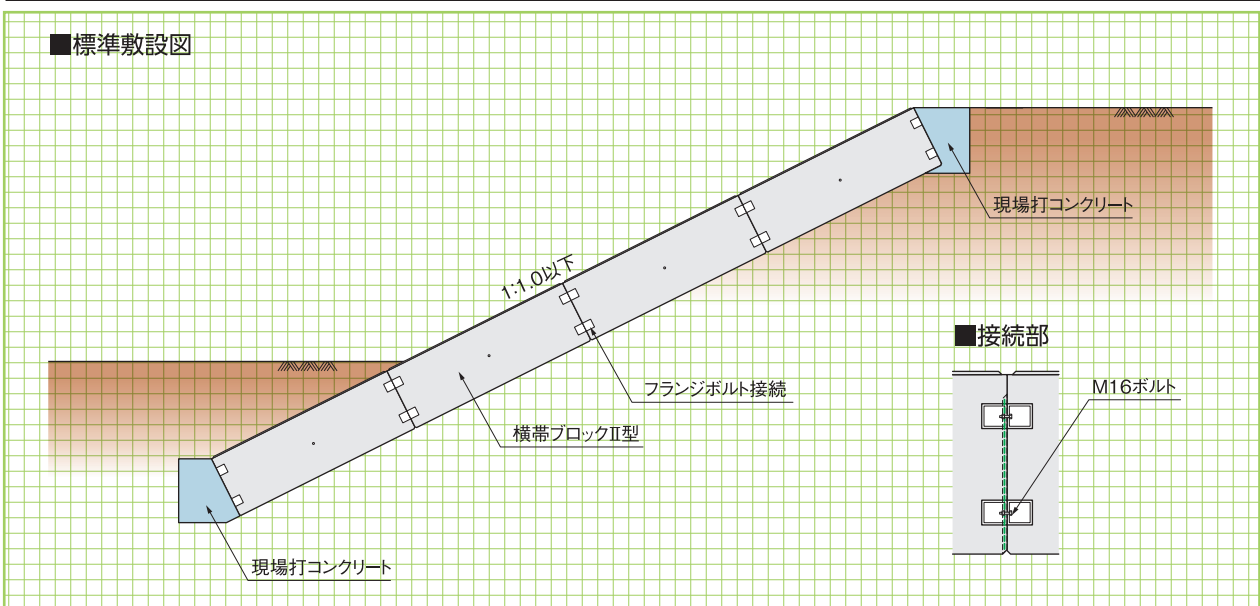 ■標準敷設図
現場打コンクリート
1:1.0以下
■接続部
M16ボルト
フランジボルト接続
横帯ブロックⅡ型
現場打コンクリート